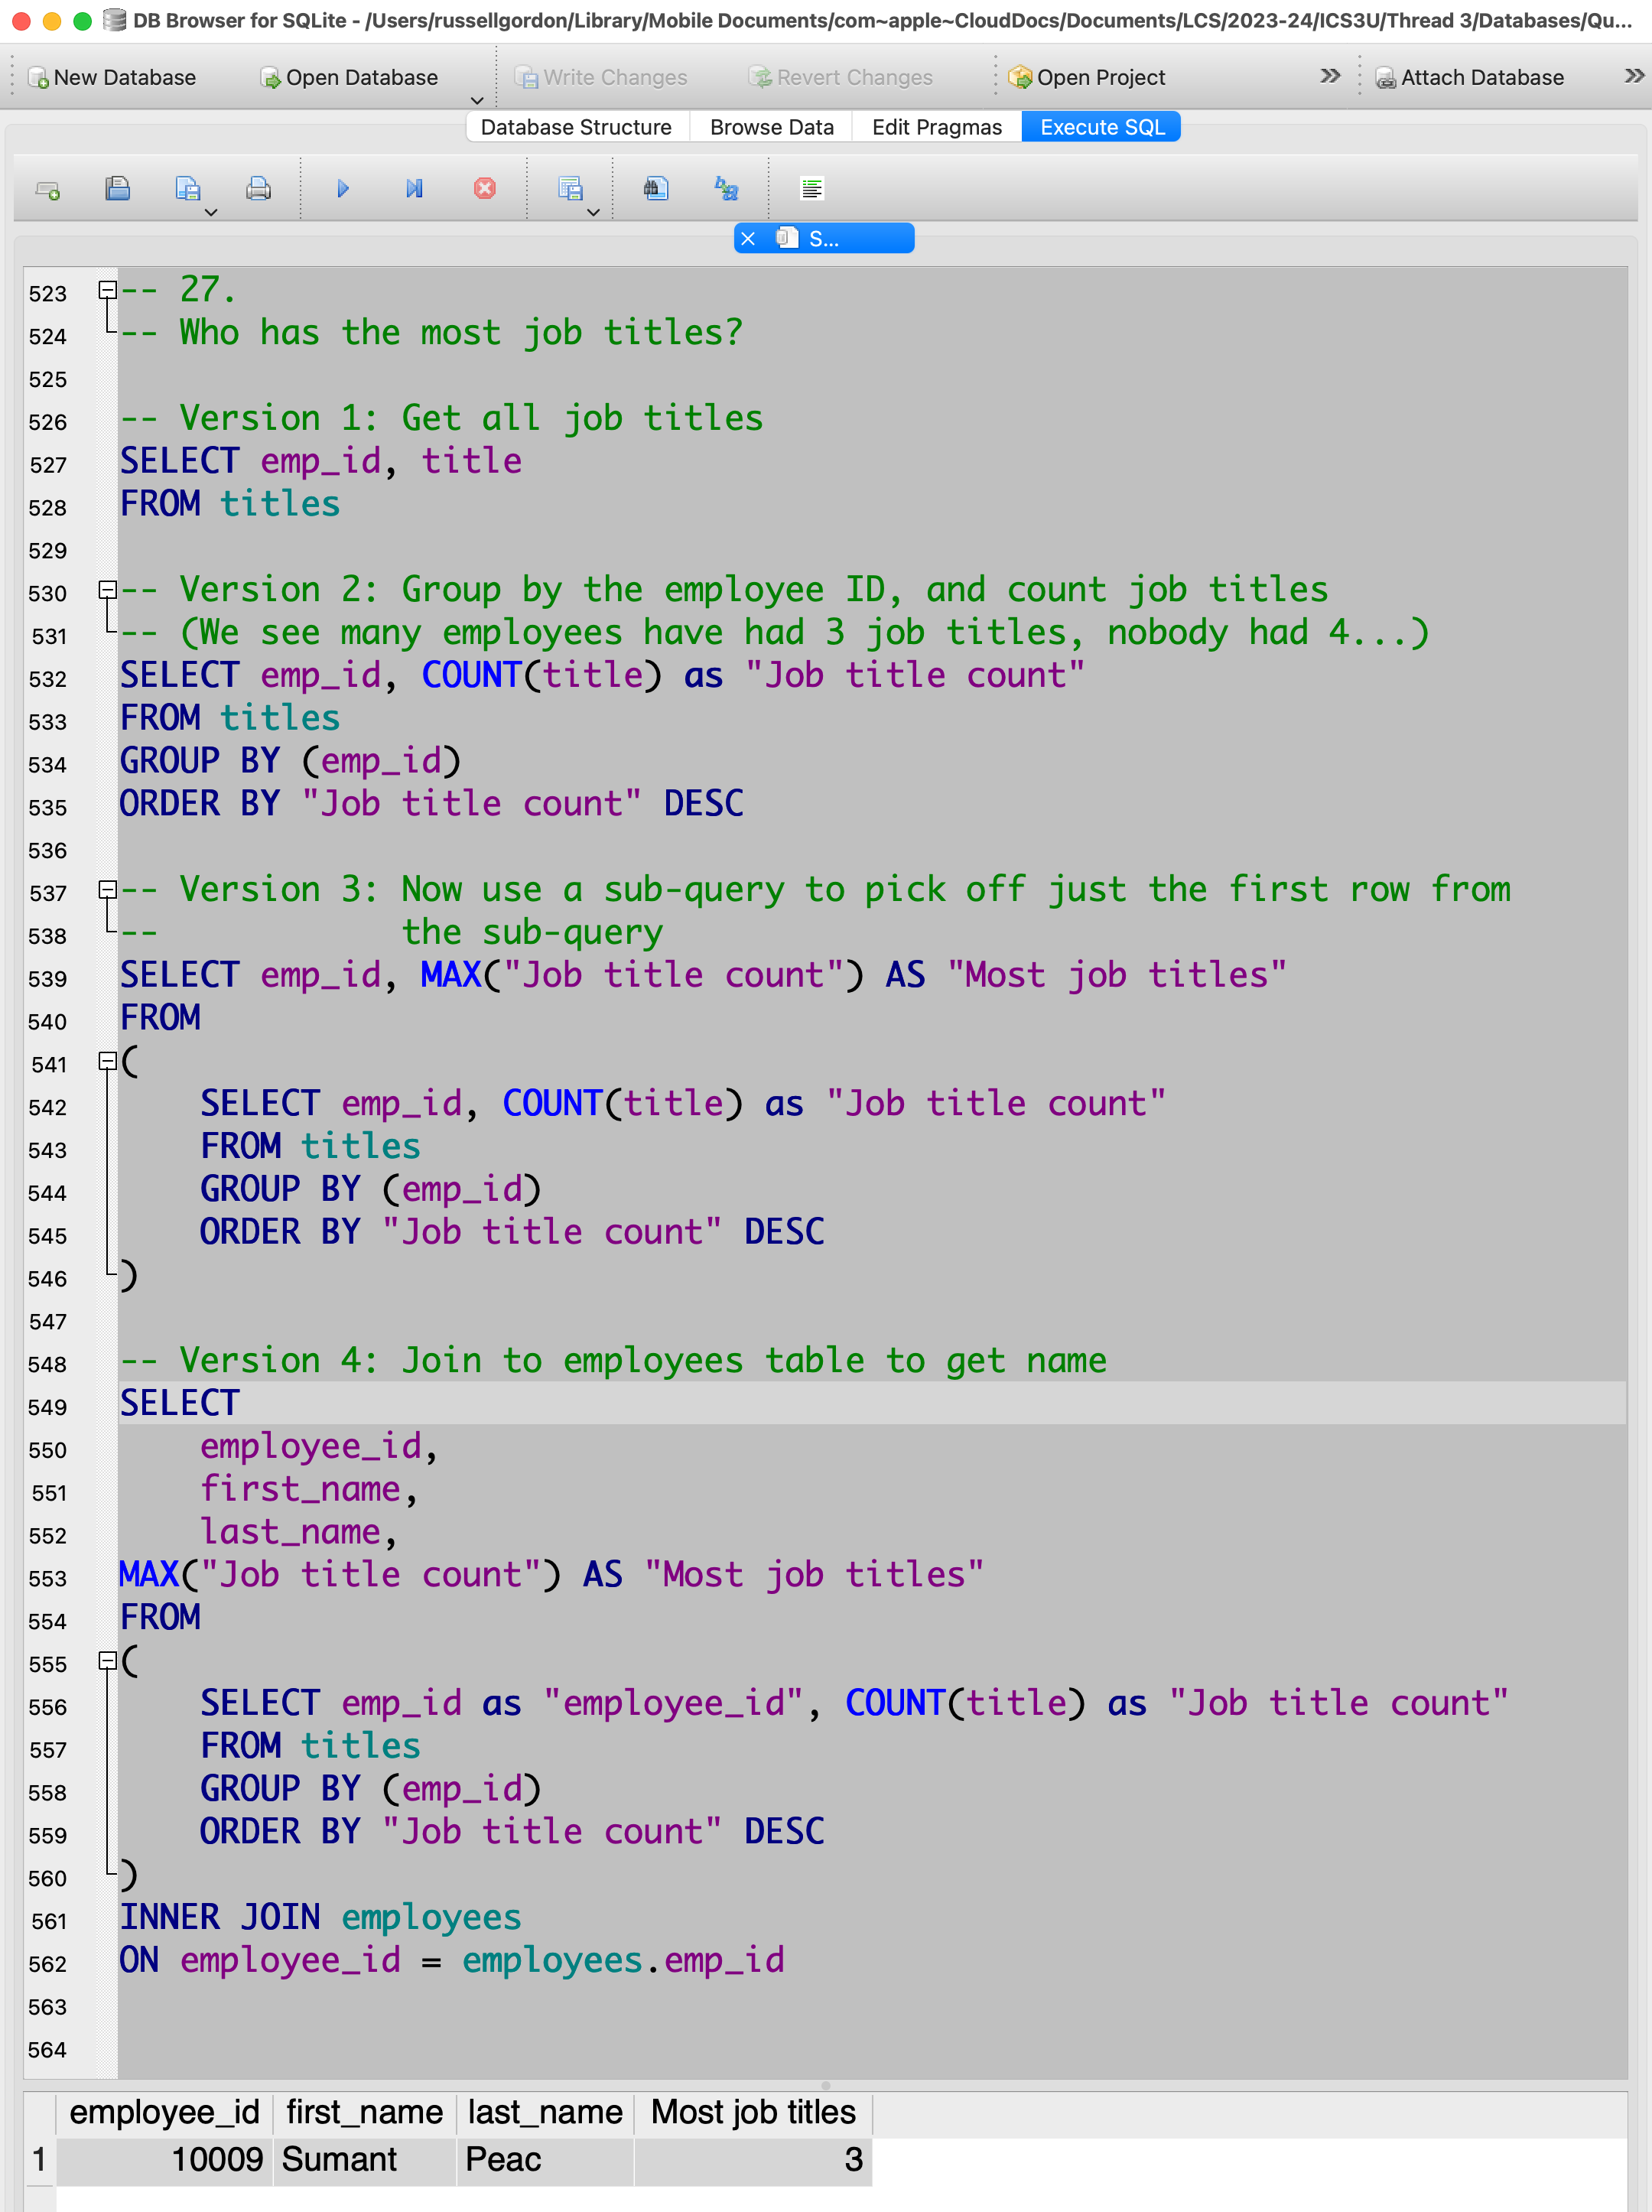 DB Browser for SQLite - /Users/russellgordon/Library/Mobile Documents/com~apple~CloudDocs/Documents/LCS/2023-24/ICS3U/Thread 3/Databases/Qu...
New Database Open Database Write Changes Revert Changes Open Project » Attach Database »
Database Structure Browse Data Edit Pragmas Execute SQL
S...
523 -- 27.
524 -- Who has the most job titles?
525
526 -- Version 1: Get all job titles
527 SELECT emp_id, title
528 FROM titles
529
530 -- Version 2: Group by the employee ID, and count job titles
531 -- (We see many employees have had 3 job titles, nobody had 4...)
532 SELECT emp_id, COUNT(title) as "Job title count"
533 FROM titles
534 GROUP BY (emp_id)
535 ORDER BY "Job title count" DESC
536
537 -- Version 3: Now use a sub-query to pick off just the first row from
538 --            the sub-query
539 SELECT emp_id, MAX("Job title count") AS "Most job titles"
540 FROM
541 (
542     SELECT emp_id, COUNT(title) as "Job title count"
543     FROM titles
544     GROUP BY (emp_id)
545     ORDER BY "Job title count" DESC
546 )
547
548 -- Version 4: Join to employees table to get name
549 SELECT
550     employee_id,
551     first_name,
552     last_name,
553 MAX("Job title count") AS "Most job titles"
554 FROM
555 (
556     SELECT emp_id as "employee_id", COUNT(title) as "Job title count"
557     FROM titles
558     GROUP BY (emp_id)
559     ORDER BY "Job title count" DESC
560 )
561 INNER JOIN employees
562 ON employee_id = employees.emp_id
563
564
employee_id first_name last_name Most job titles
1 10009 Sumant Peac 3